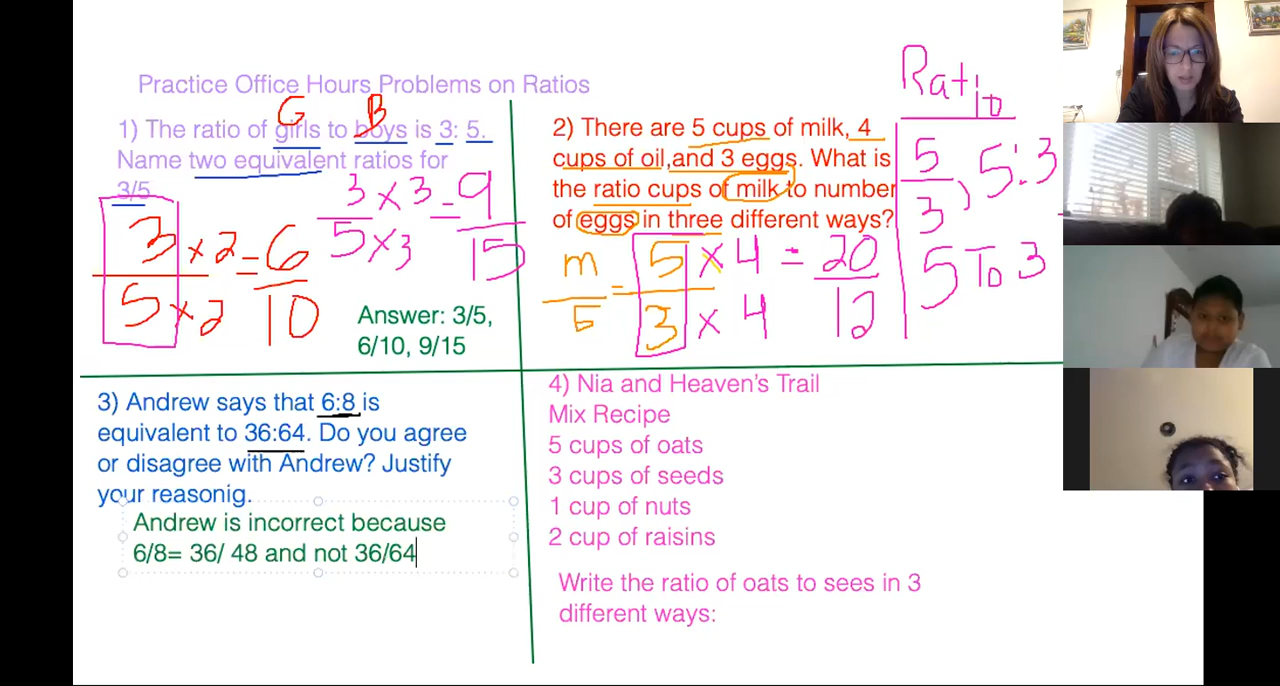 Practice Office Hours Problems on Ratios
G B
1) The ratio of girls to boys is 3: 5.
Name two equivalent ratios for
3/5
3 x 2 = 6
5 x 2 10
3 x 3 = 9
5 x 3 15
Answer: 3/5,
6/10, 9/15
2) There are 5 cups of milk, 4
cups of oil,and 3 eggs. What is
the ratio cups of milk to number
of eggs in three different ways?
m = 5 x 4 = 20
3 x 4 12
Ratio
5
3 , 5:3
5 To 3
3) Andrew says that 6:8 is
equivalent to 36:64. Do you agree
or disagree with Andrew? Justify
your reasonig.
Andrew is incorrect because
6/8= 36/ 48 and not 36/64
4) Nia and Heaven's Trail
Mix Recipe
5 cups of oats
3 cups of seeds
1 cup of nuts
2 cup of raisins
Write the ratio of oats to sees in 3
different ways: